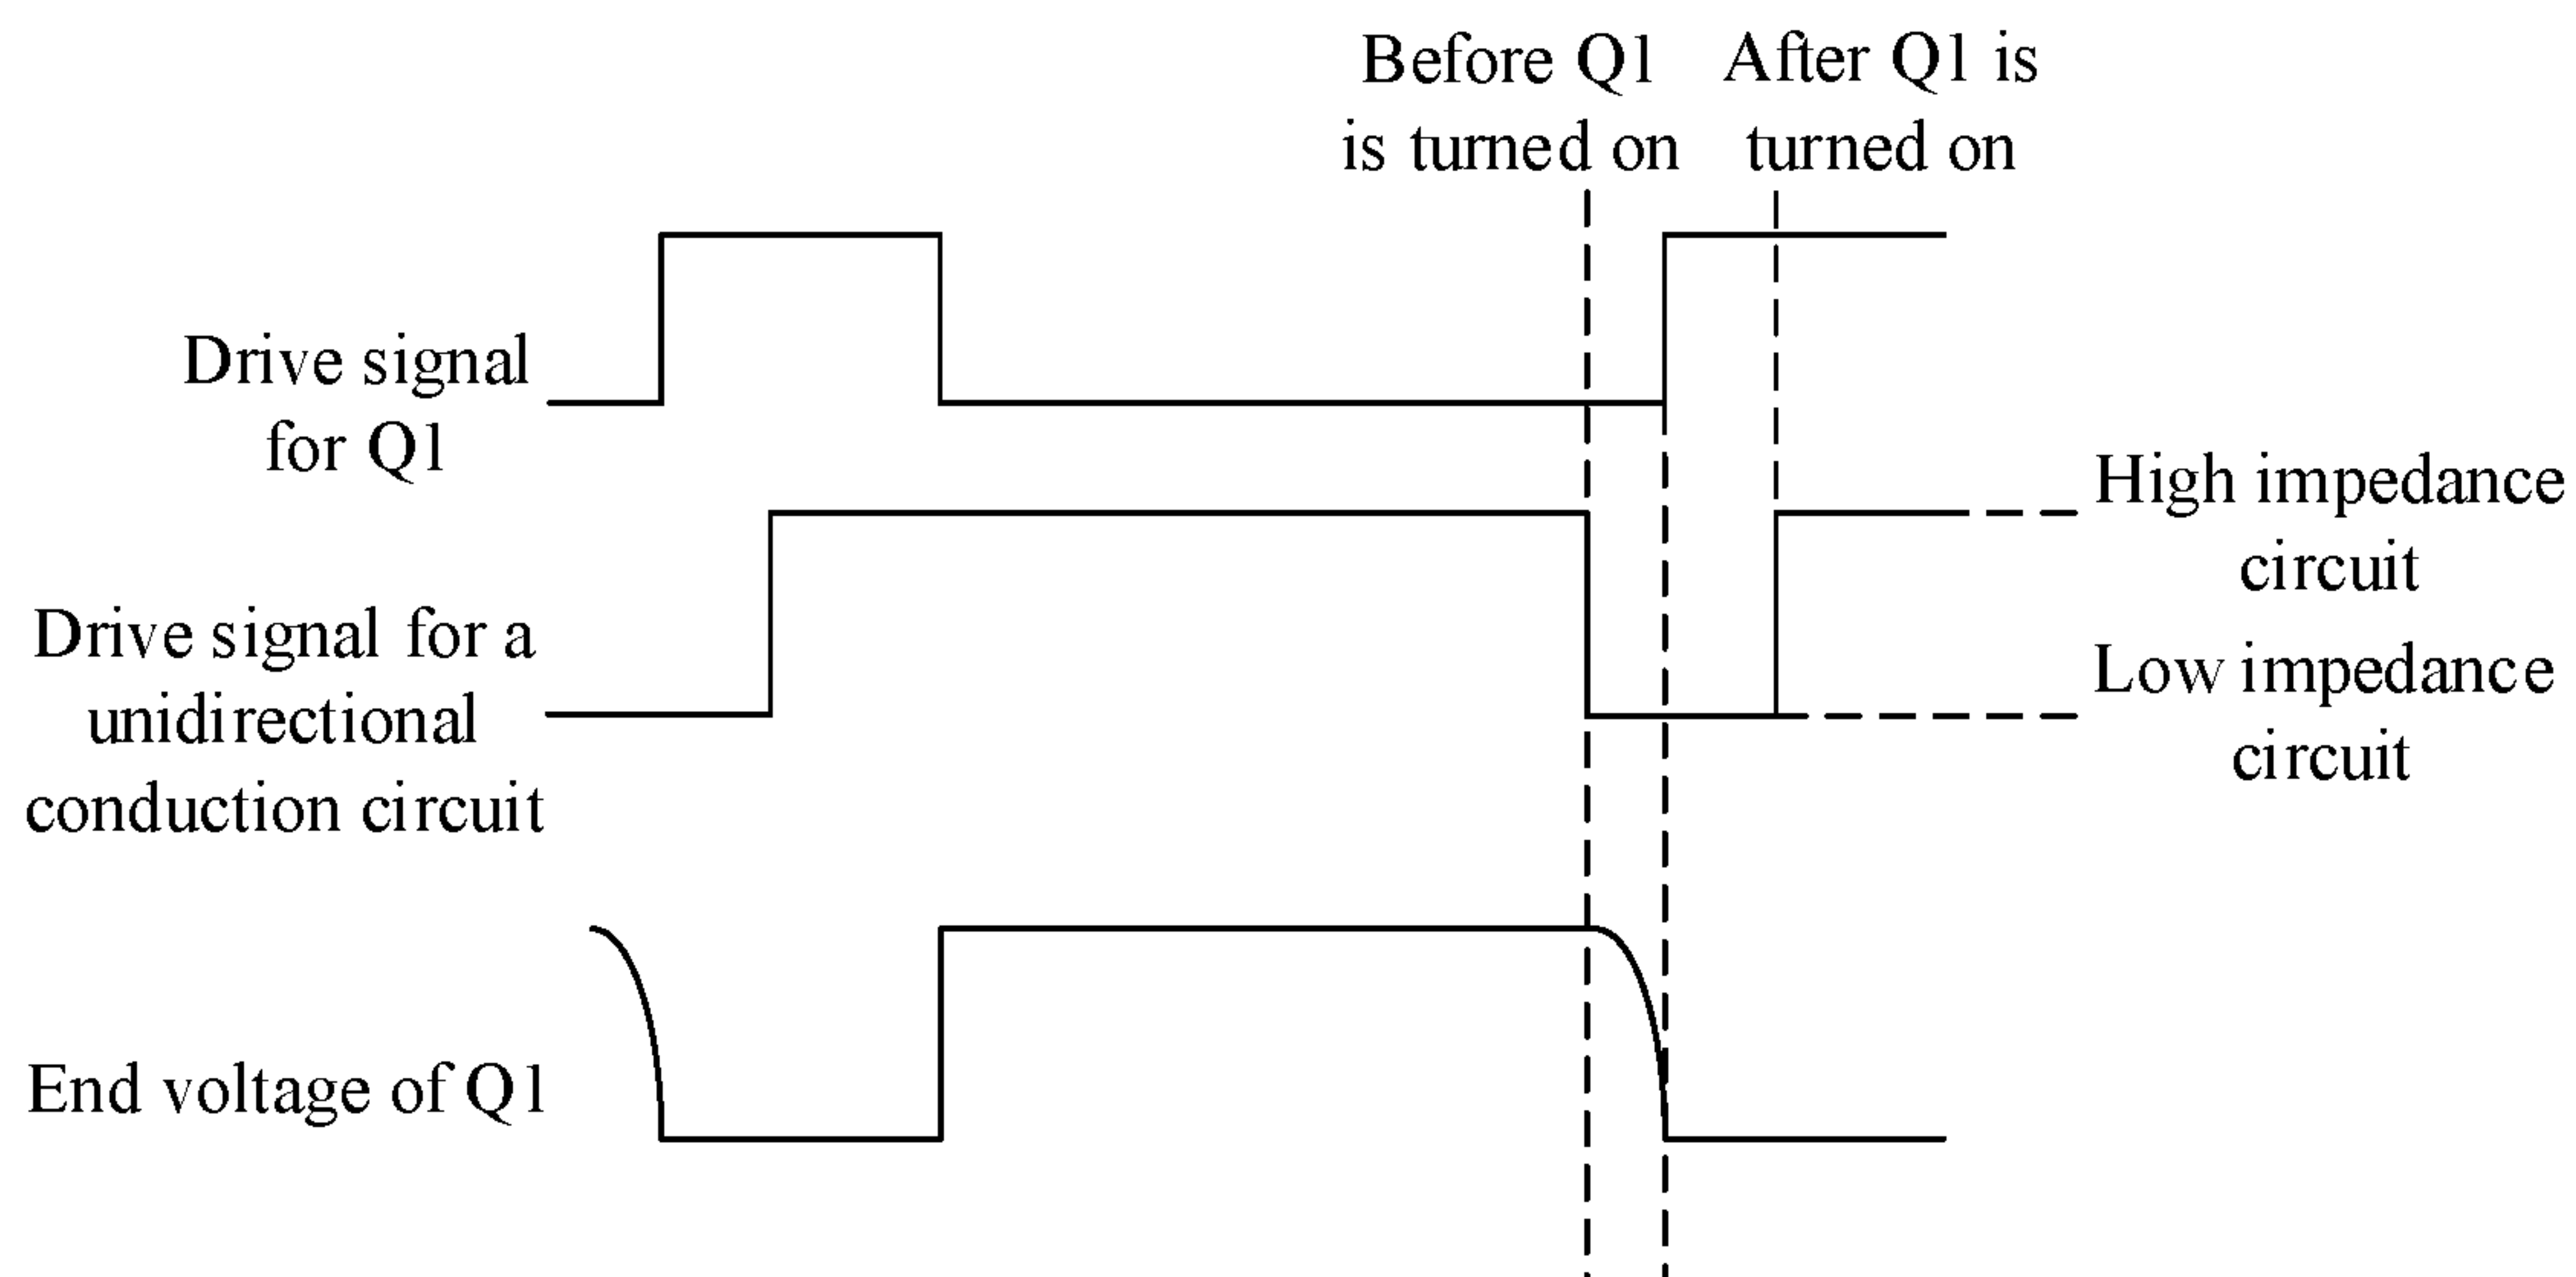 Before Q1
is turned on
After Q1 is
turned on
Drive signal
for Q1
High impedance
circuit
Drive signal for a
unidirectional
conduction circuit
Low impedance
circuit
End voltage of Q1